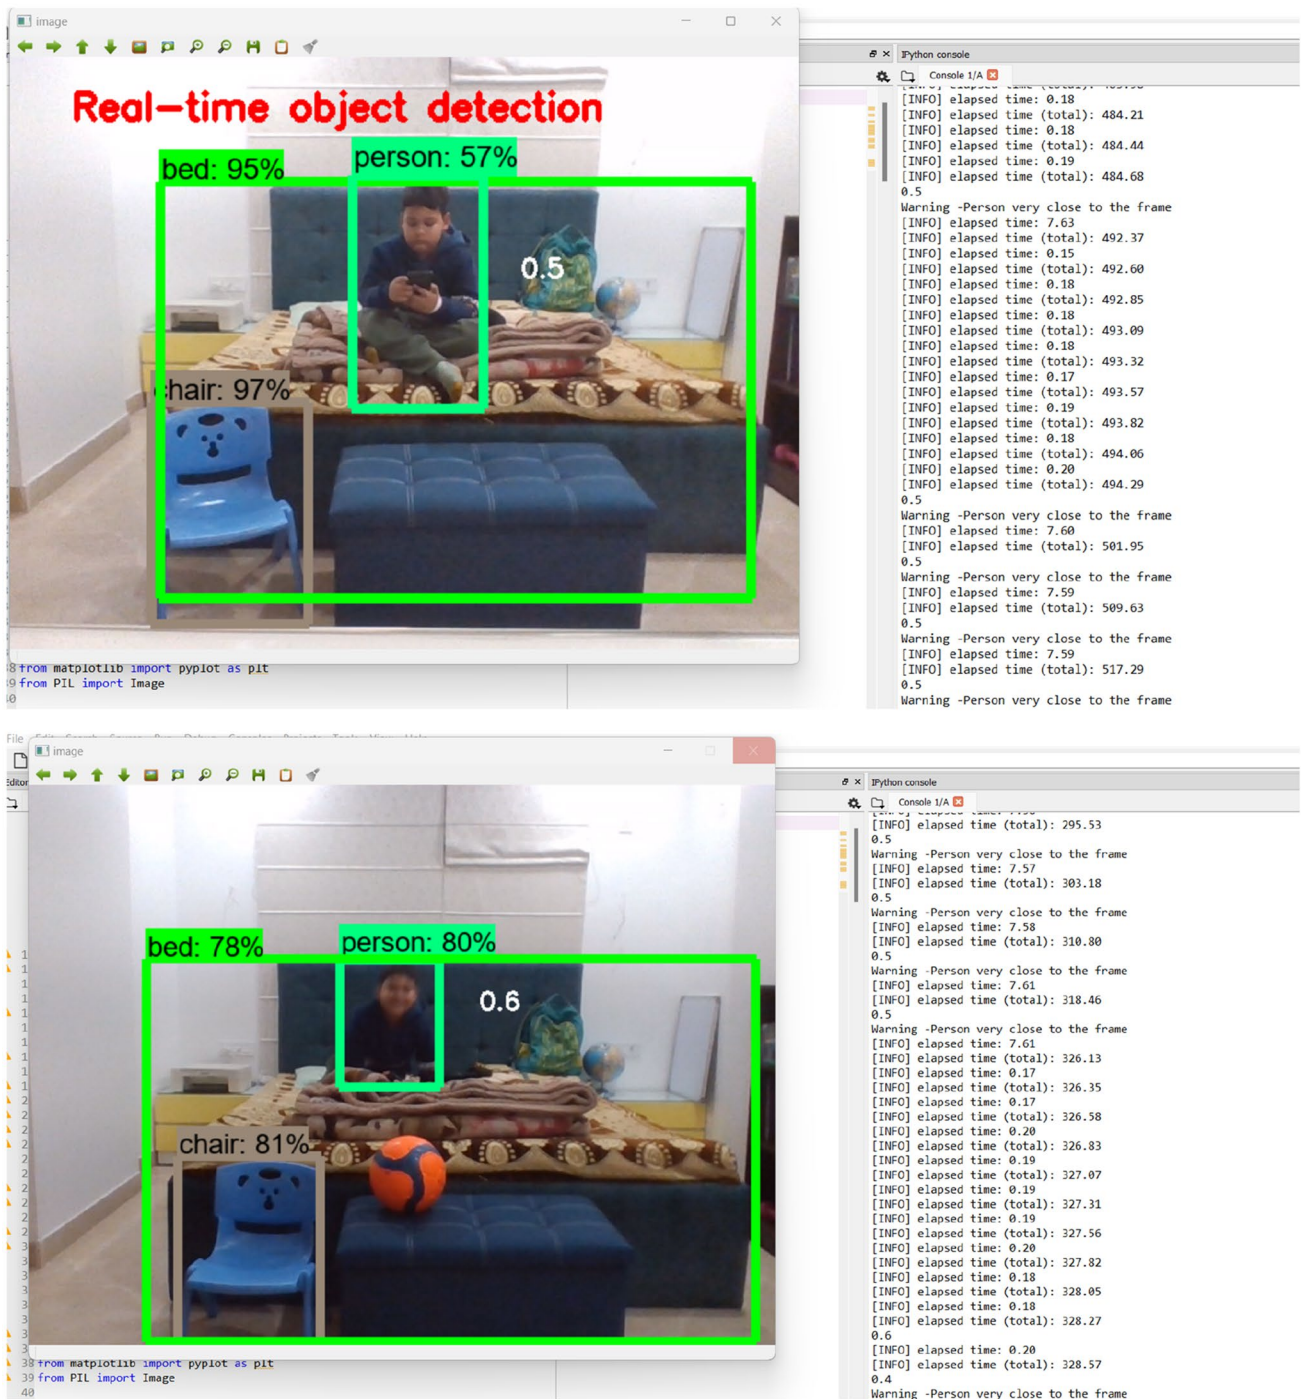 image
IPython console
Console 1/A
[INFO] elapsed time: 0.18
[INFO] elapsed time (total): 484.21
[INFO] elapsed time: 0.18
[INFO] elapsed time (total): 484.44
[INFO] elapsed time: 0.19
[INFO] elapsed time (total): 484.68
0.5
Warning -Person very close to the frame
[INFO] elapsed time: 7.63
[INFO] elapsed time (total): 492.37
[INFO] elapsed time: 0.15
[INFO] elapsed time (total): 492.60
[INFO] elapsed time: 0.18
[INFO] elapsed time (total): 492.85
[INFO] elapsed time: 0.18
[INFO] elapsed time (total): 493.09
[INFO] elapsed time: 0.18
[INFO] elapsed time (total): 493.32
[INFO] elapsed time: 0.17
[INFO] elapsed time (total): 493.57
[INFO] elapsed time: 0.19
[INFO] elapsed time (total): 493.82
[INFO] elapsed time: 0.18
[INFO] elapsed time (total): 494.06
[INFO] elapsed time: 0.20
[INFO] elapsed time (total): 494.29
0.5
Warning -Person very close to the frame
[INFO] elapsed time: 7.60
[INFO] elapsed time (total): 501.95
0.5
Warning -Person very close to the frame
[INFO] elapsed time: 7.59
[INFO] elapsed time (total): 509.63
0.5
Warning -Person very close to the frame
[INFO] elapsed time: 7.59
[INFO] elapsed time (total): 517.29
0.5
Warning -Person very close to the frame
Real-time object detection
bed: 95%
person: 57%
0.5
chair: 97%
from matplotlib import pyplot as plt
from PIL import Image
File
image
Editor
IPython console
Console 1/A
[INFO] elapsed time (total): 295.53
0.5
Warning -Person very close to the frame
[INFO] elapsed time: 7.57
[INFO] elapsed time (total): 303.18
0.5
Warning -Person very close to the frame
[INFO] elapsed time: 7.58
[INFO] elapsed time (total): 310.80
0.5
Warning -Person very close to the frame
[INFO] elapsed time: 7.61
[INFO] elapsed time (total): 318.46
0.5
Warning -Person very close to the frame
[INFO] elapsed time: 7.61
[INFO] elapsed time (total): 326.13
[INFO] elapsed time: 0.17
[INFO] elapsed time (total): 326.35
[INFO] elapsed time: 0.17
[INFO] elapsed time (total): 326.58
[INFO] elapsed time: 0.20
[INFO] elapsed time (total): 326.83
[INFO] elapsed time: 0.19
[INFO] elapsed time (total): 327.07
[INFO] elapsed time: 0.19
[INFO] elapsed time (total): 327.31
[INFO] elapsed time: 0.19
[INFO] elapsed time (total): 327.56
[INFO] elapsed time: 0.20
[INFO] elapsed time (total): 327.82
[INFO] elapsed time: 0.18
[INFO] elapsed time (total): 328.05
[INFO] elapsed time: 0.18
[INFO] elapsed time (total): 328.27
0.6
[INFO] elapsed time: 0.20
[INFO] elapsed time (total): 328.57
0.4
Warning -Person very close to the frame
bed: 78%
person: 80%
0.6
chair: 81%
38 from matplotlib import pyplot as plt
39 from PIL import Image
40